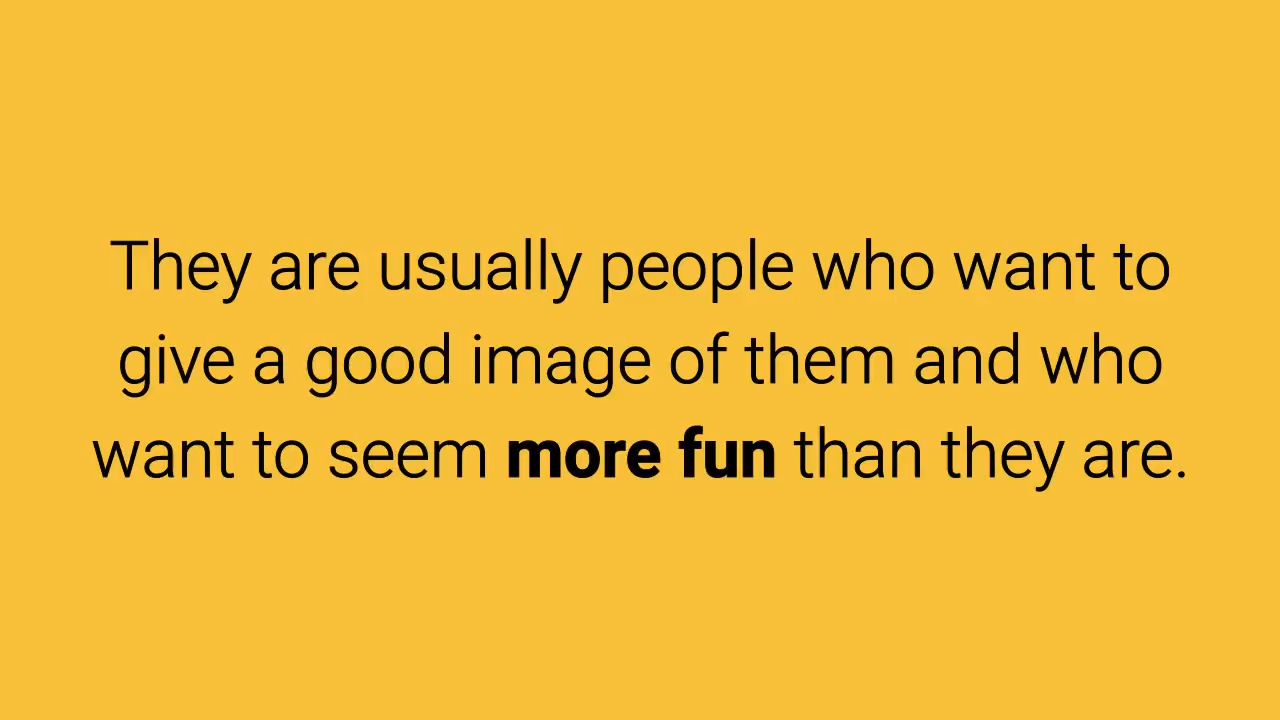 They are usually people who want to
give a good image of them and who
want to seem more fun than they are.